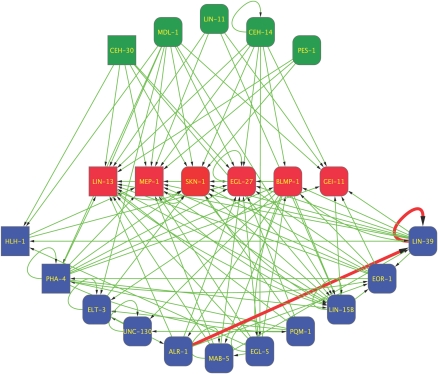 LIN-11
MDL-1
CEH-14
CEH-30
PES-1
LIN-13
MEP-1
SKN-1
EGL-27
BLMP-1
GEI-11
HLH-1
LIN-39
PHA-4
EOR-1
ELT-3
LIN-15B
UNC-130
PQM-1
ALR-1
EGL-5
MAB-5